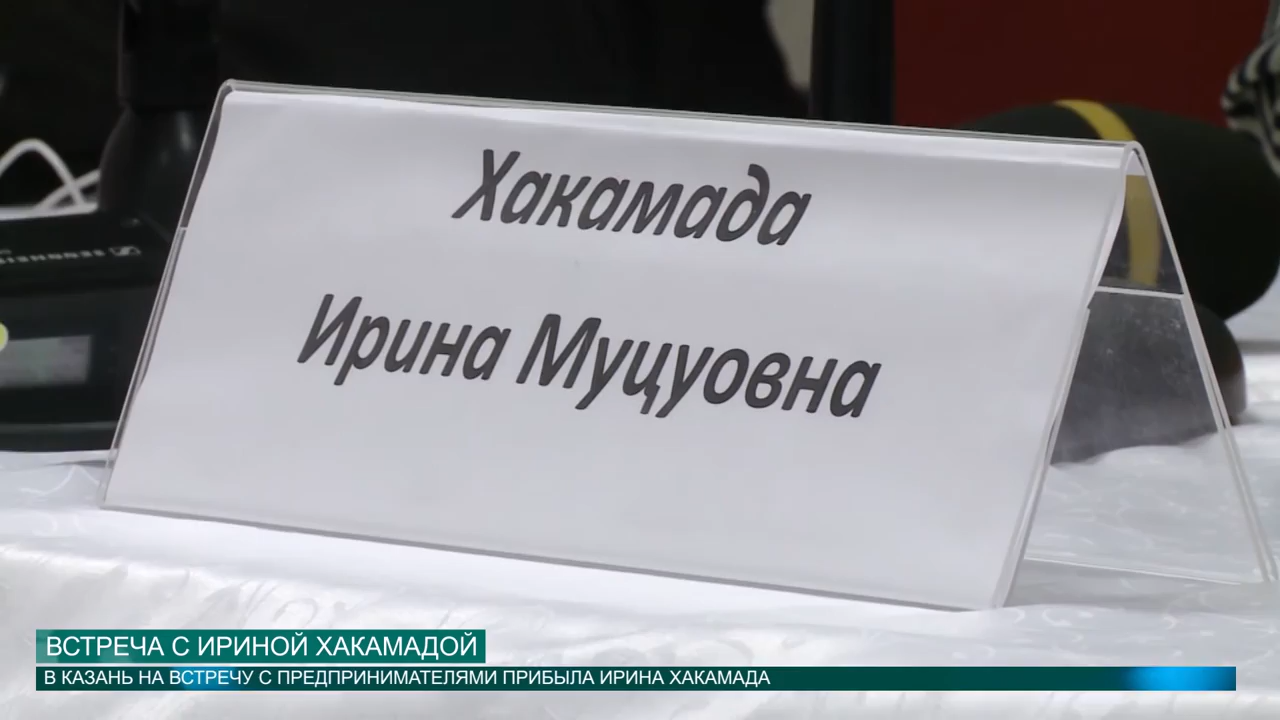 Хакамада
Ирина Муцуовна
ВСТРЕЧА С ИРИНОЙ ХАКАМАДОЙ
В КАЗАНЬ НА ВСТРЕЧУ С ПРЕДПРИНИМАТЕЛЯМИ ПРИБЫЛА ИРИНА ХАКАМАДА